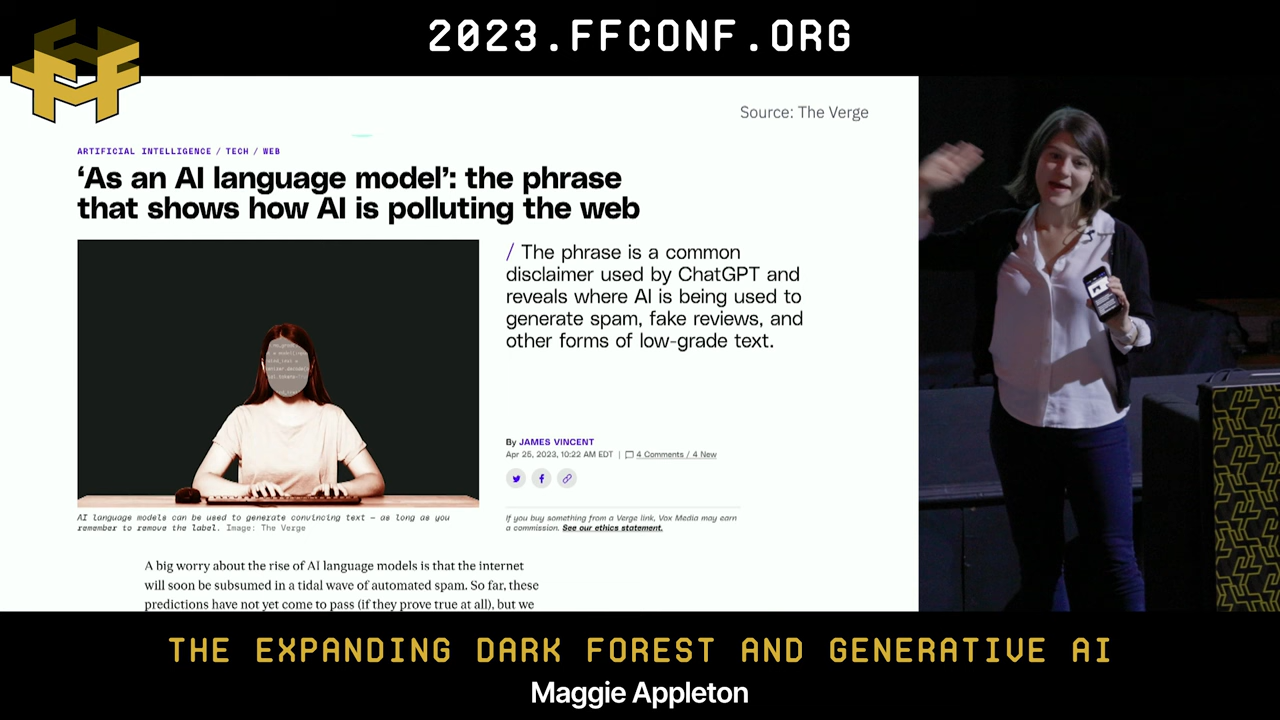 2023.FFCONF.ORG
Source: The Verge
ARTIFICIAL INTELLIGENCE / TECH / WEB
‘As an AI language model’: the phrase
that shows how AI is polluting the web
/ The phrase is a common
disclaimer used by ChatGPT and
reveals where AI is being used to
generate spam, fake reviews, and
other forms of low-grade text.
By JAMES VINCENT
Apr 25, 2023, 10:22 AM EDT | 4 Comments / 4 New
AI language models can be used to generate convincing text — as long as you
remember to remove the label. Image: The Verge
If you buy something from a Verge link, Vox Media may earn
a commission. See our ethics statement.
A big worry about the rise of AI language models is that the internet
will soon be subsumed in a tidal wave of automated spam. So far, these
predictions have not yet come to pass (if they prove true at all), but we
THE EXPANDING DARK FOREST AND GENERATIVE AI
Maggie Appleton